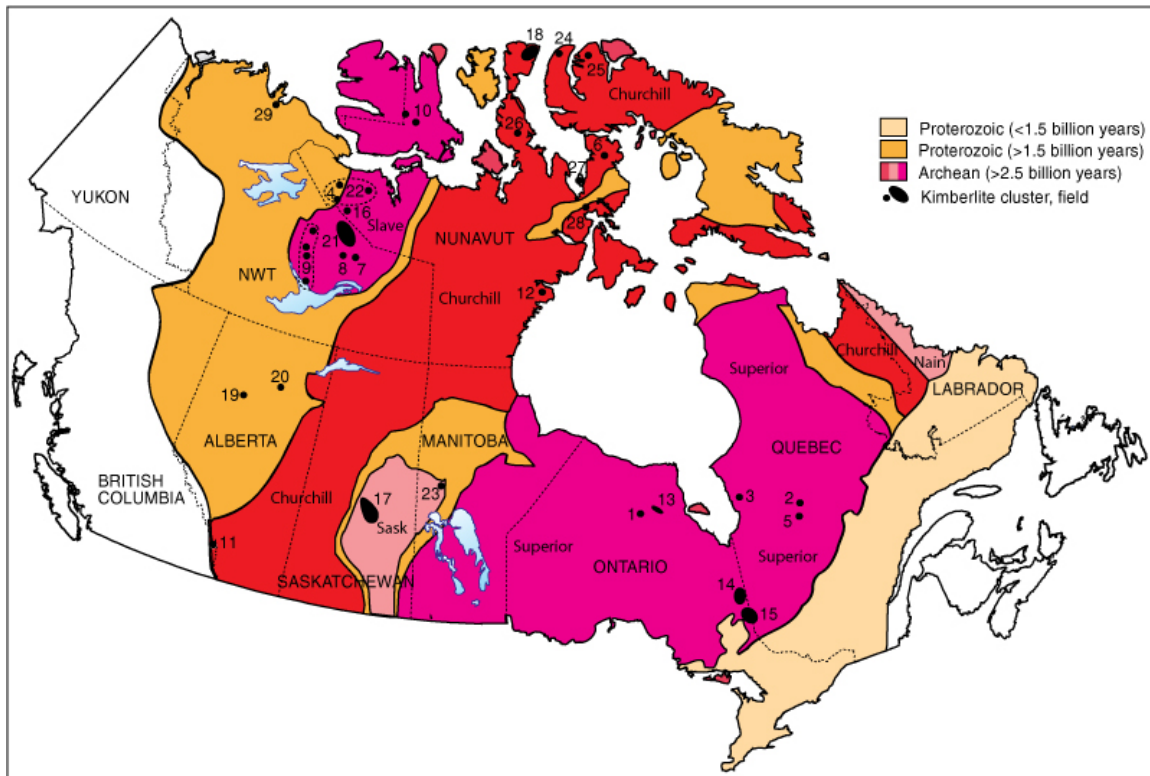 18
24
25
Churchill
10
29
26
6
27
Proterozoic (<1.5 billion years)
Proterozoic (>1.5 billion years)
Archean (>2.5 billion years)
Kimberlite cluster, field
YUKON
4
22
16
Slave
28
NUNAVUT
21
NWT
9
8
7
12
Churchill
Churchill
Nain
Superior
LABRADOR
19
20
ALBERTA
MANITOBA
QUEBEC
BRITISH
COLUMBIA
Churchill
17
23
Sask
1
13
3
2
5
11
Superior
ONTARIO
Superior
SASKATCHEWAN
14
15